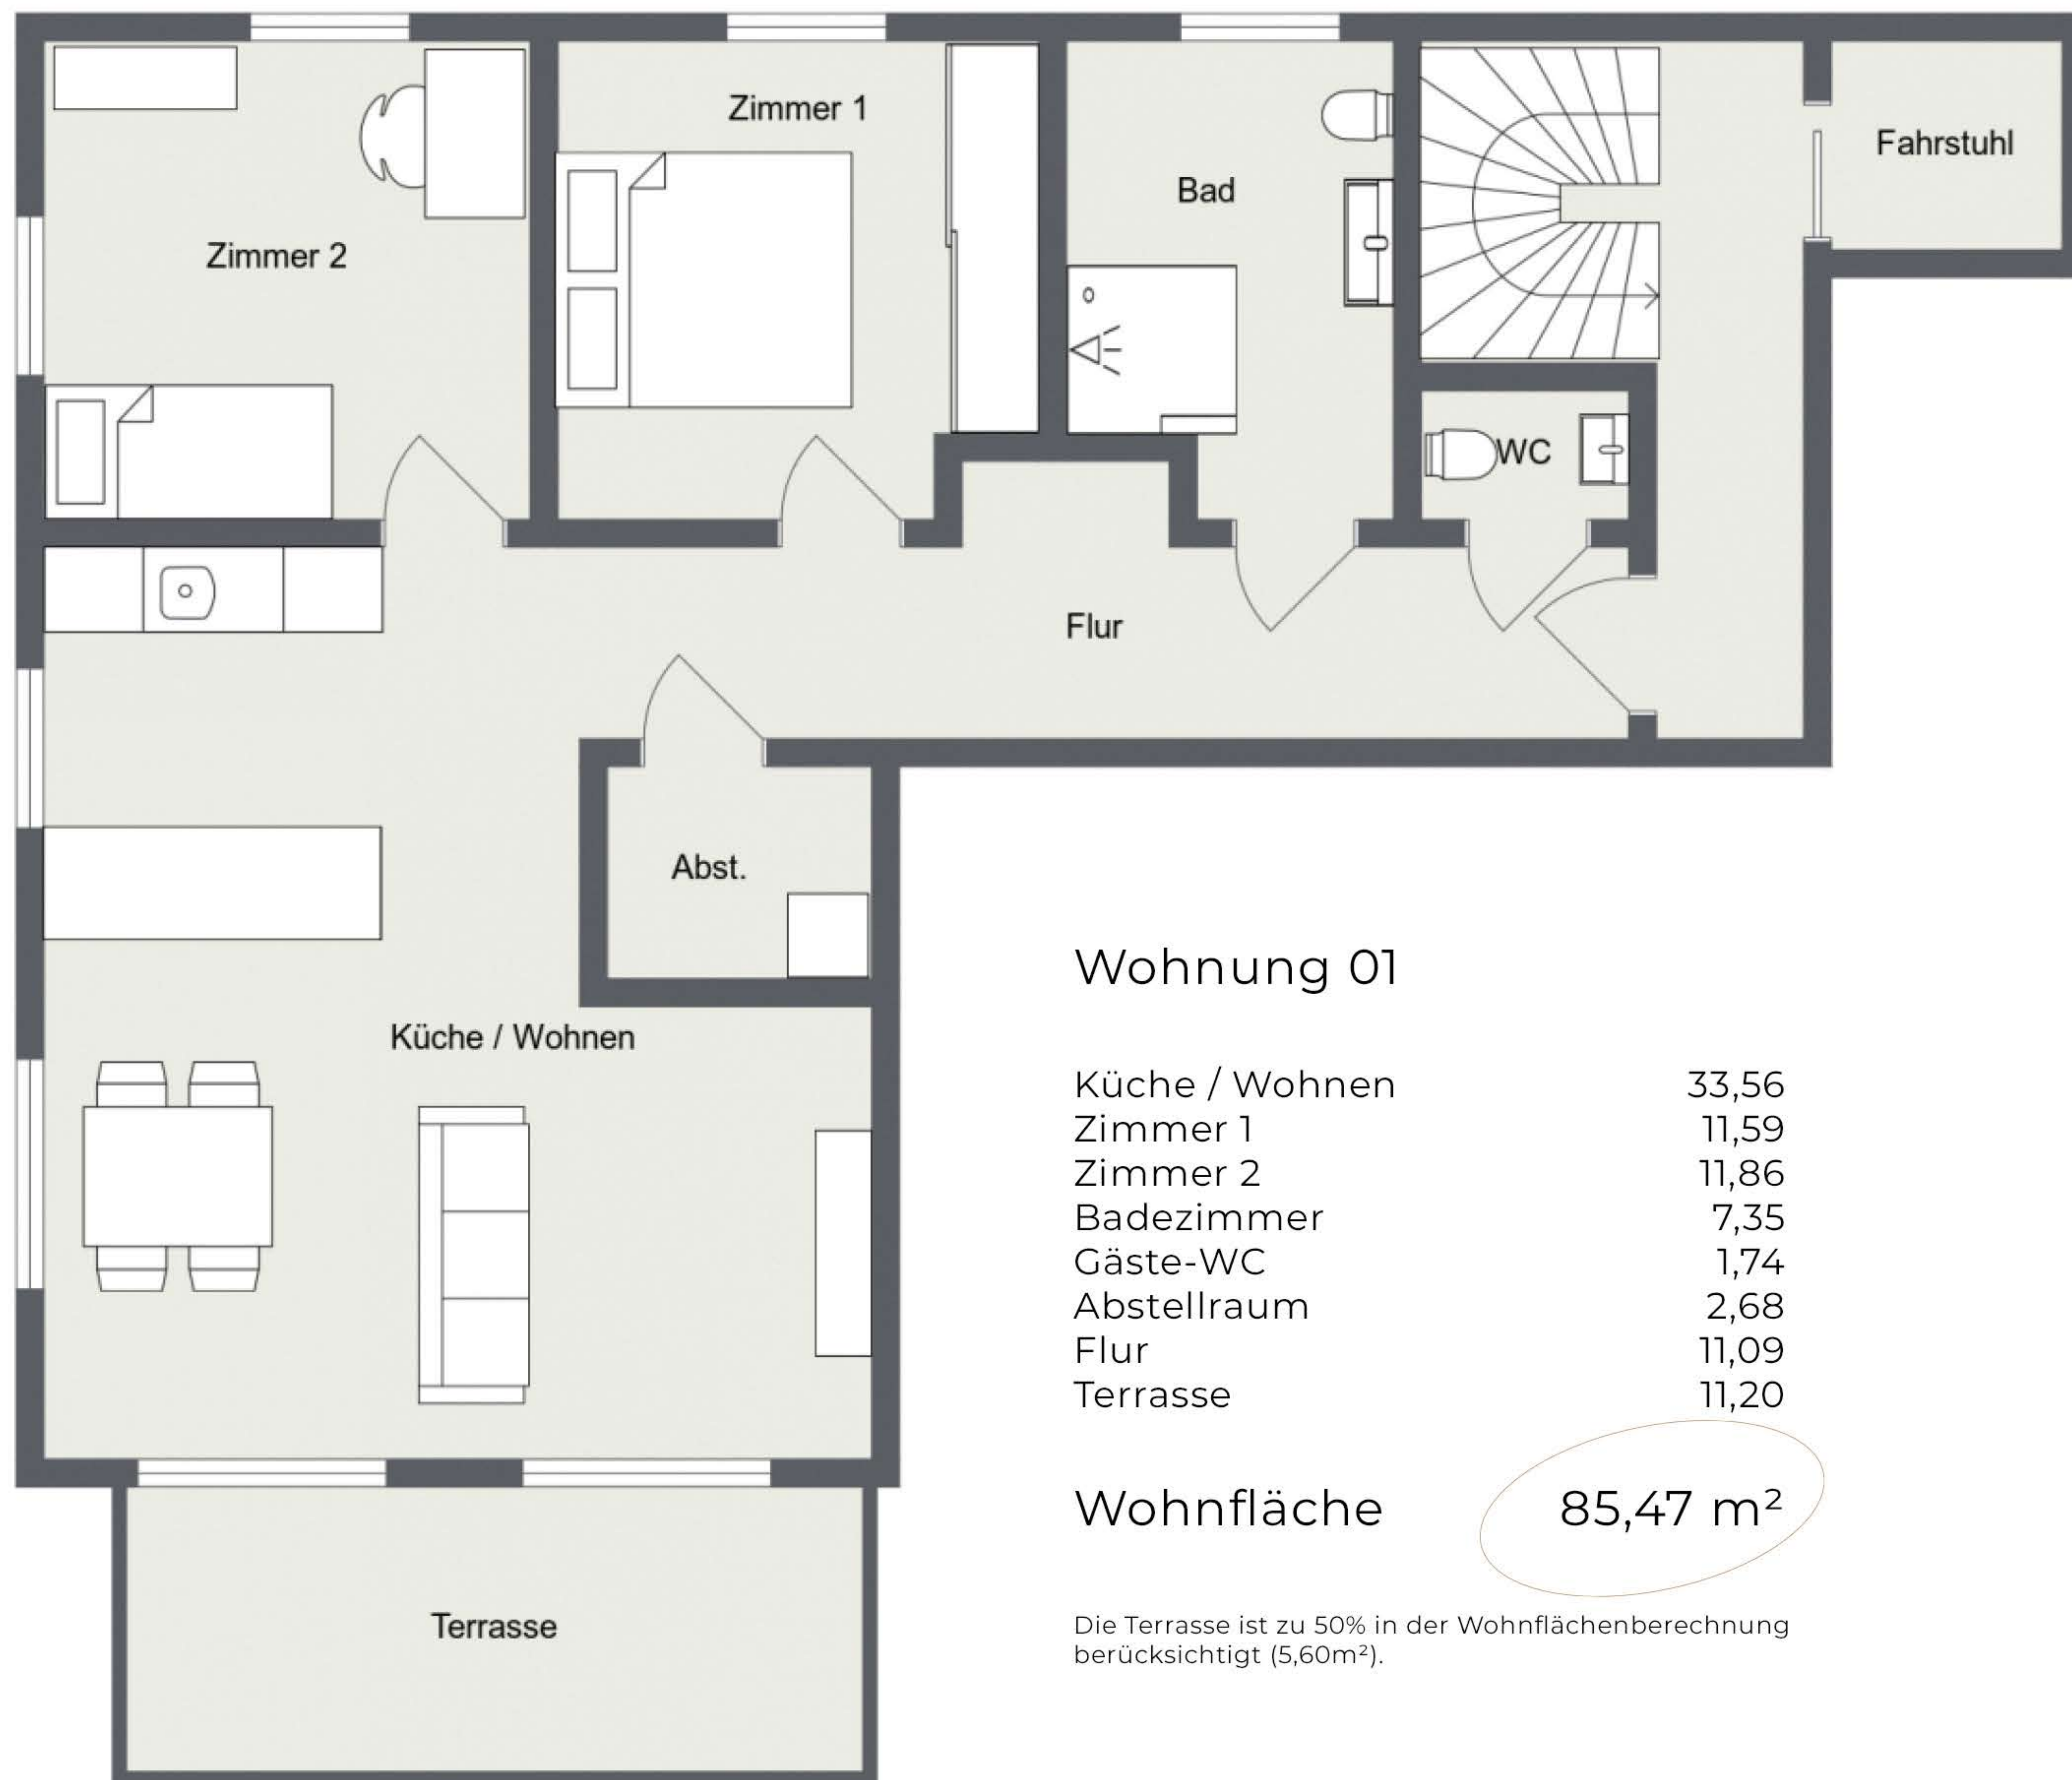 Zimmer 1
Fahrstuhl
Bad
Zimmer 2
WC
Flur
Abst.
Küche / Wohnen
Terrasse
Wohnung 01
Küche / Wohnen 33,56
Zimmer 1 11,59
Zimmer 2 11,86
Badezimmer 7,35
Gäste-WC 1,74
Abstellraum 2,68
Flur 11,09
Terrasse 11,20
Wohnfläche 85,47 m²
Die Terrasse ist zu 50% in der Wohnflächenberechnung
berücksichtigt (5,60m²).